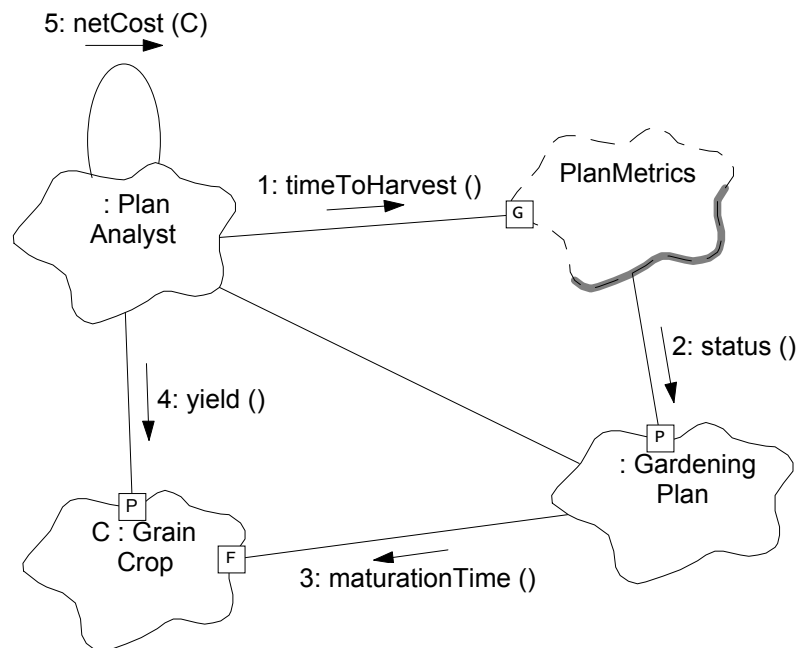 5: netCost (C)
: Plan
Analyst
1: timeToHarvest ()
PlanMetrics
G
2: status ()
4: yield ()
P
: Gardening
Plan
P
C : Grain
Crop
F
3: maturationTime ()